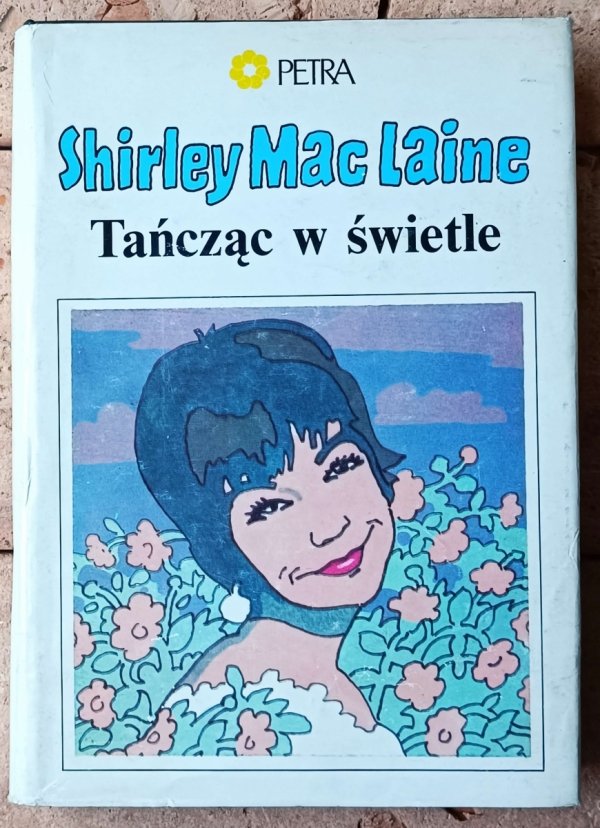 PETRA
Shirley Mac Laine
Tańcząc w świetle